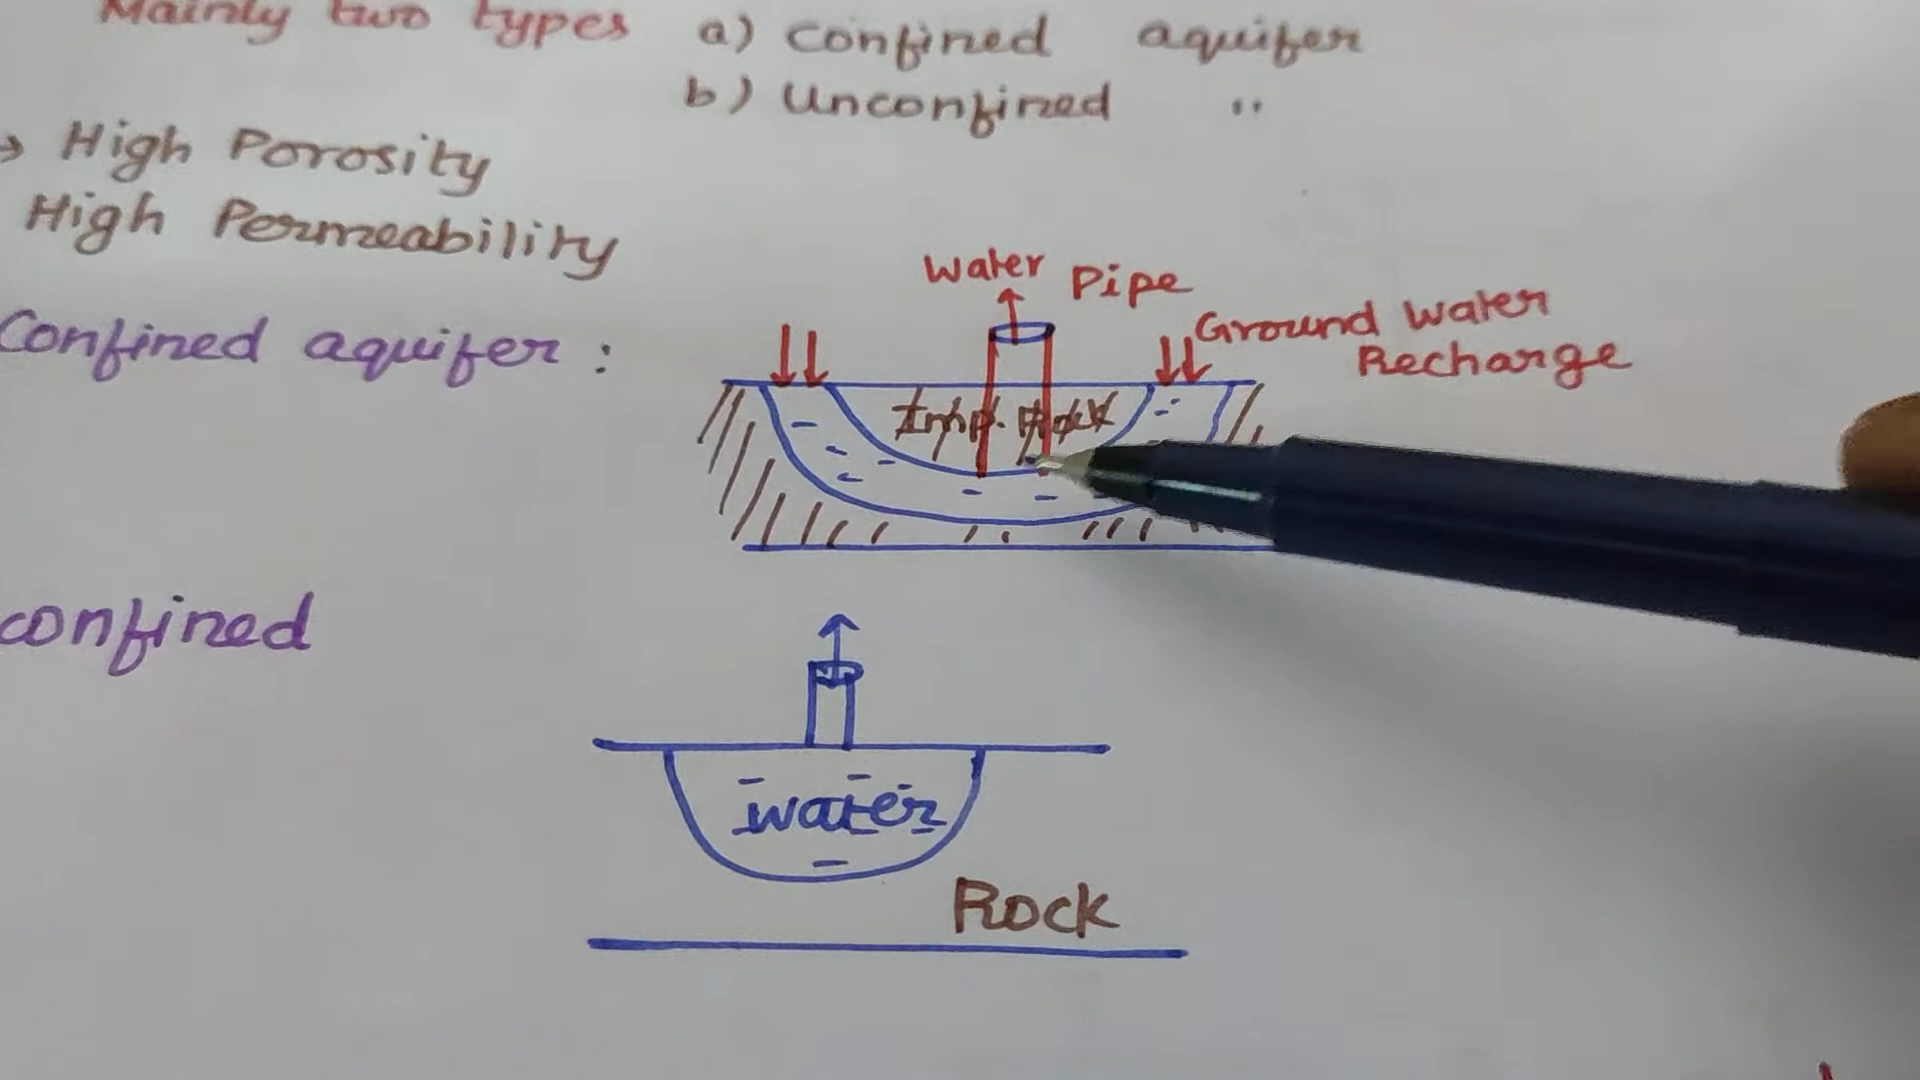 Mainly two types a) Confined aquifer
b) Unconfined "
→ High Porosity
High Permeability
Confined aquifer :
Water Pipe
Ground Water
Recharge
Imp. Rock
confined
water
Rock